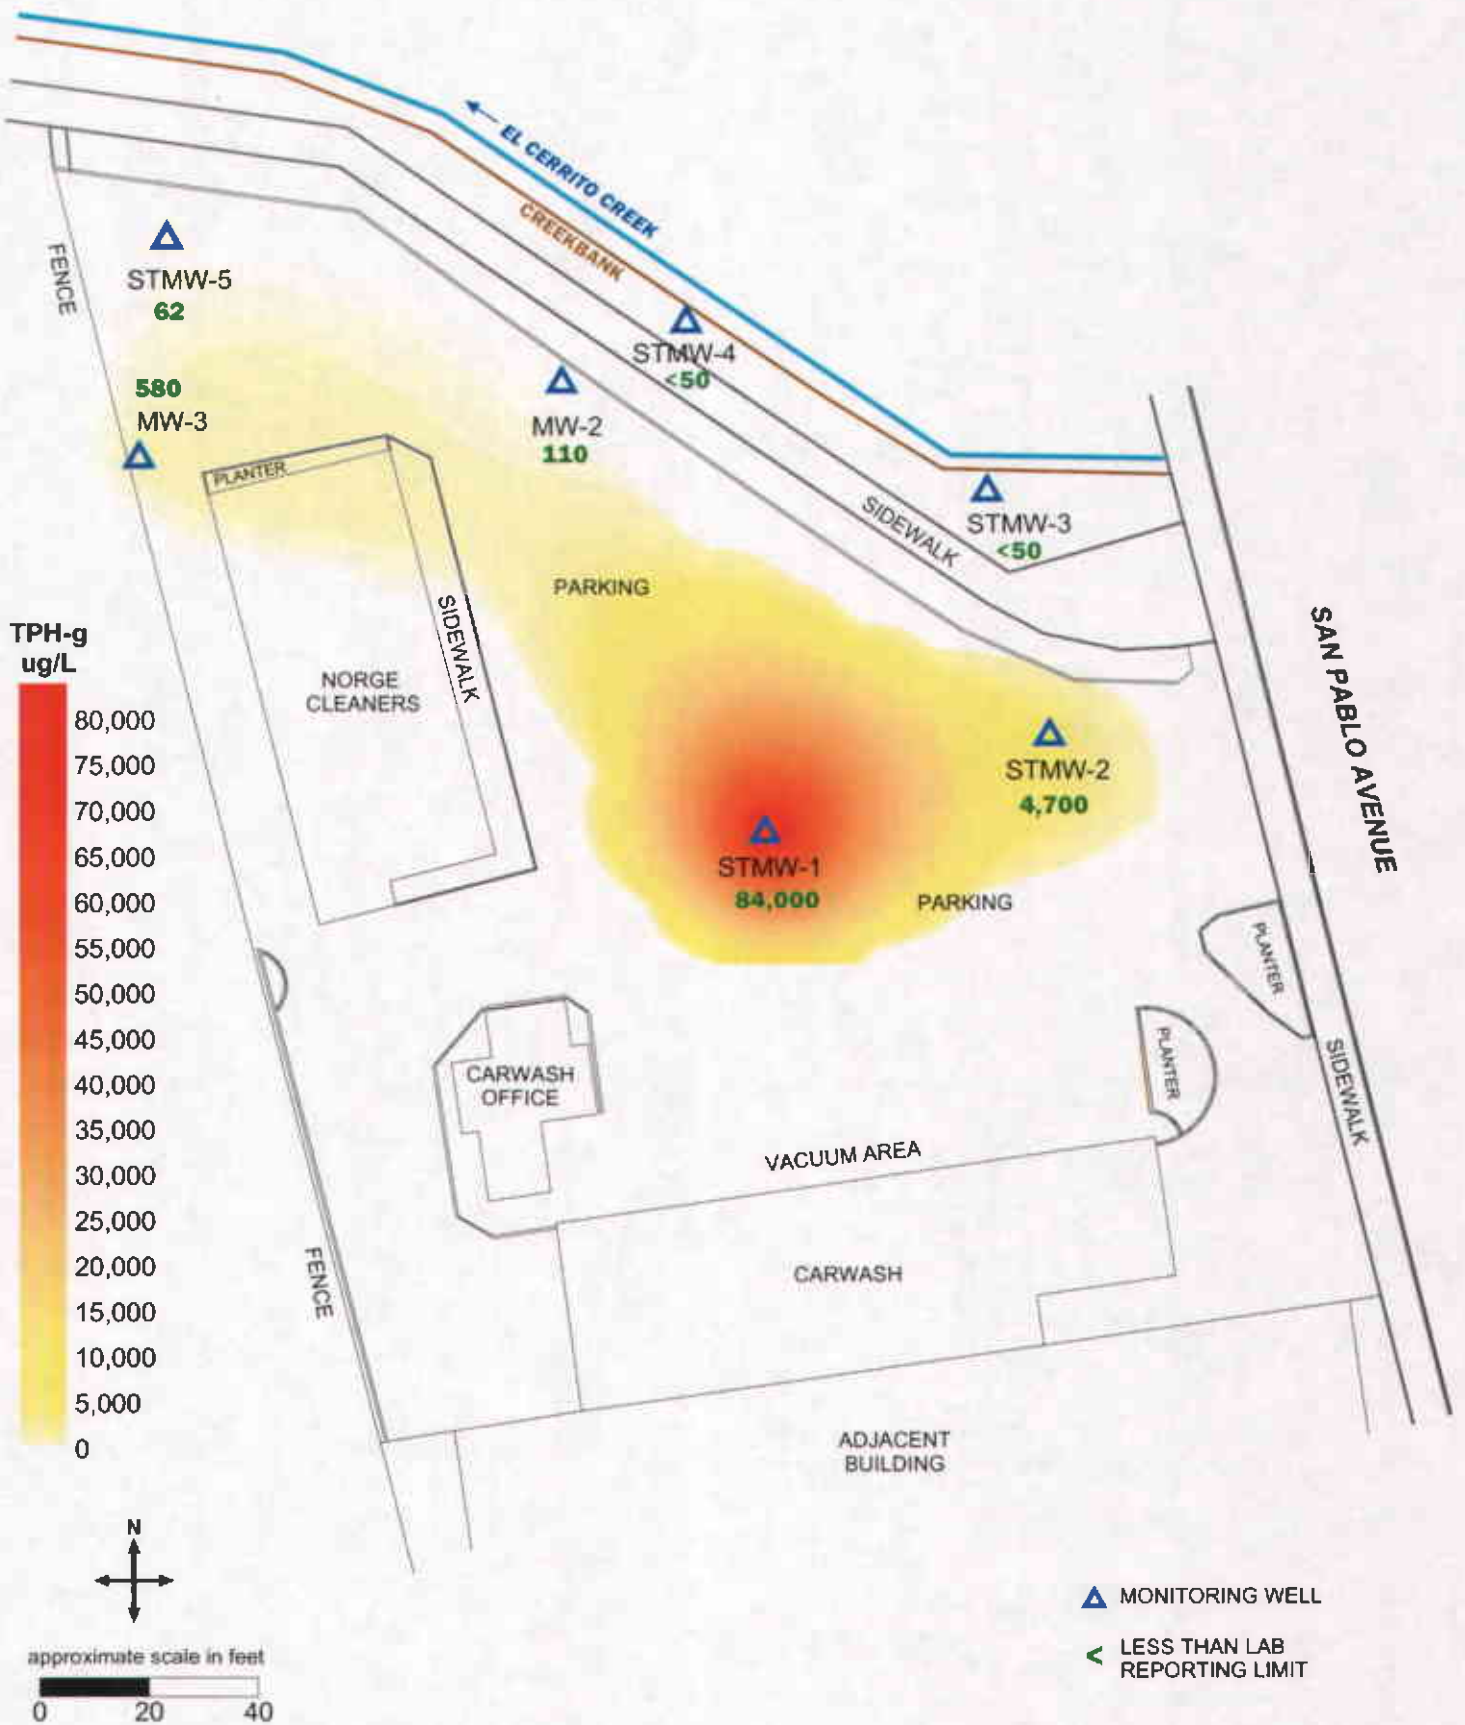 EL CERRITO CREEK
CREEKBANK
FENCE
STMW-5
62
STMW-4
<50
580
MW-3
MW-2
110
PLANTER
STMW-3
<50
SIDEWALK
PARKING
SIDEWALK
TPH-g
ug/L
80,000
75,000
70,000
65,000
60,000
55,000
50,000
45,000
40,000
35,000
30,000
25,000
20,000
15,000
10,000
5,000
0
NORGE
CLEANERS
SAN PABLO AVENUE
STMW-2
4,700
STMW-1
84,000
PARKING
PLANTER
PLANTER
SIDEWALK
CARWASH
OFFICE
VACUUM AREA
FENCE
CARWASH
ADJACENT
BUILDING
N
approximate scale in feet
0 20 40
MONITORING WELL
< LESS THAN LAB
REPORTING LIMIT